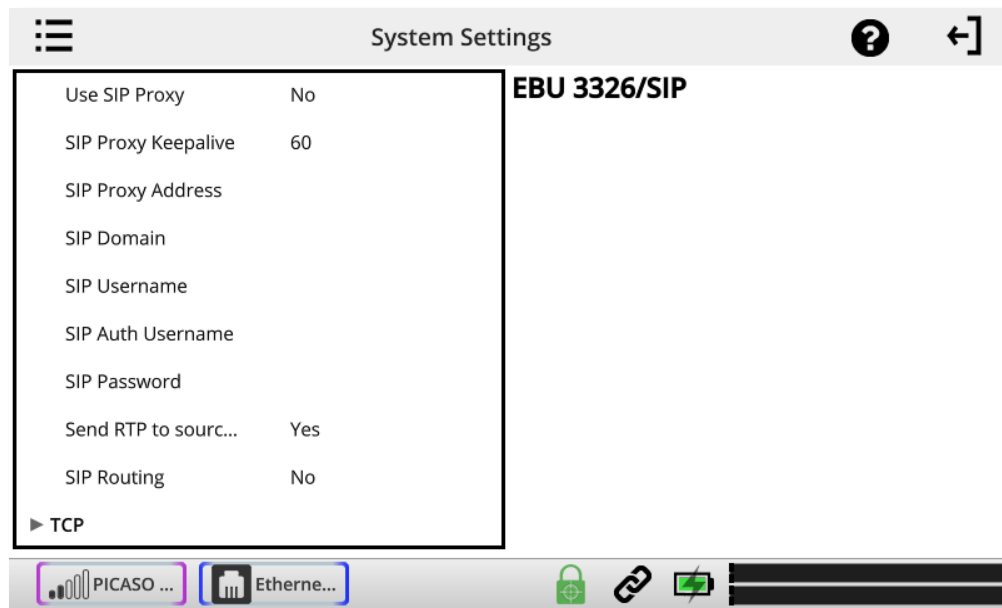 System Settings
EBU 3326/SIP
Use SIP Proxy No
SIP Proxy Keepalive 60
SIP Proxy Address
SIP Domain
SIP Username
SIP Auth Username
SIP Password
Send RTP to sourc... Yes
SIP Routing No
TCP
PICASO ... Etherne...